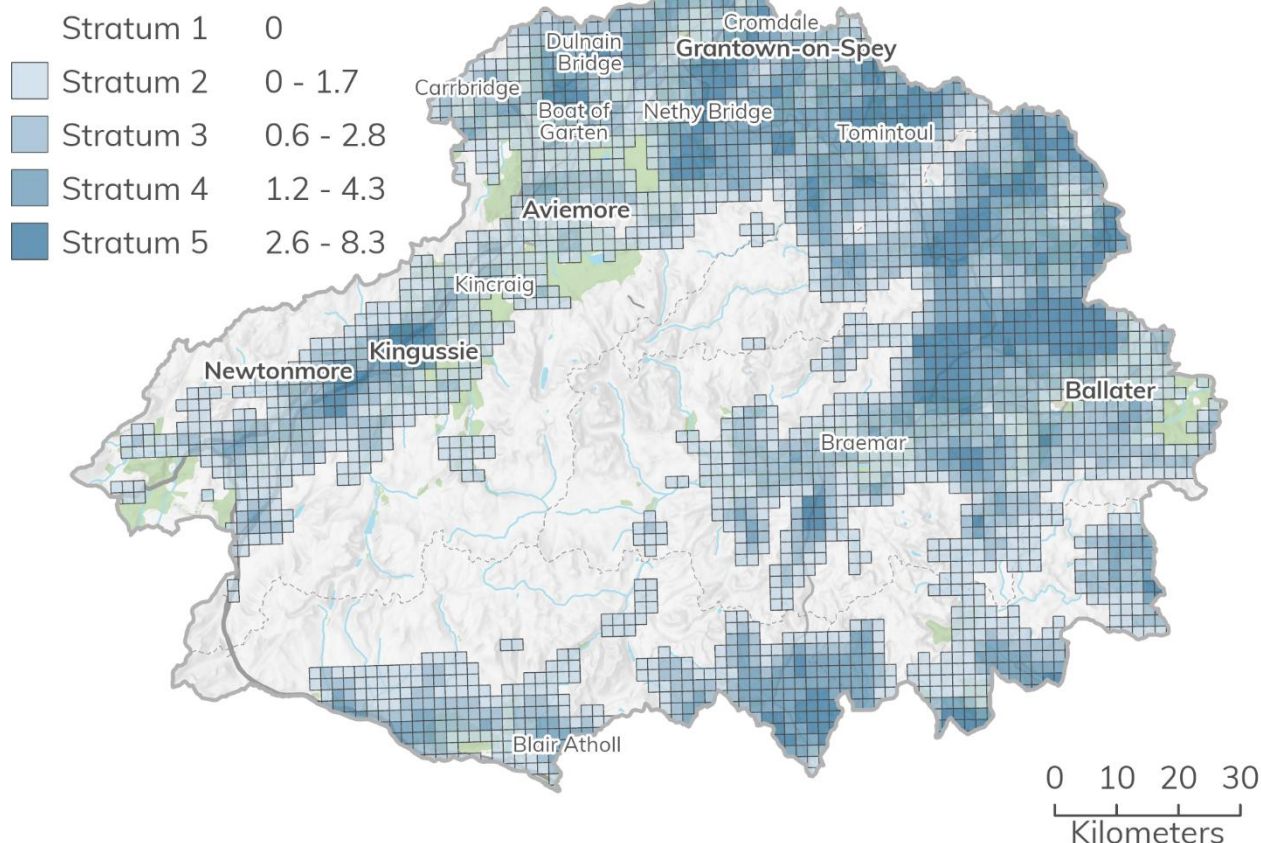 Stratum 1 0
Stratum 2 0 - 1.7
Stratum 3 0.6 - 2.8
Stratum 4 1.2 - 4.3
Stratum 5 2.6 - 8.3
Cromdale
Dulnain
Bridge
Grantown-on-Spey
Carrbridge
Boat of
Garten
Nethy Bridge
Tomintoul
Aviemore
Kincraig
Kingussie
Newtonmore
Ballater
Braemar
Blair Atholl
0 10 20 30
Kilometers